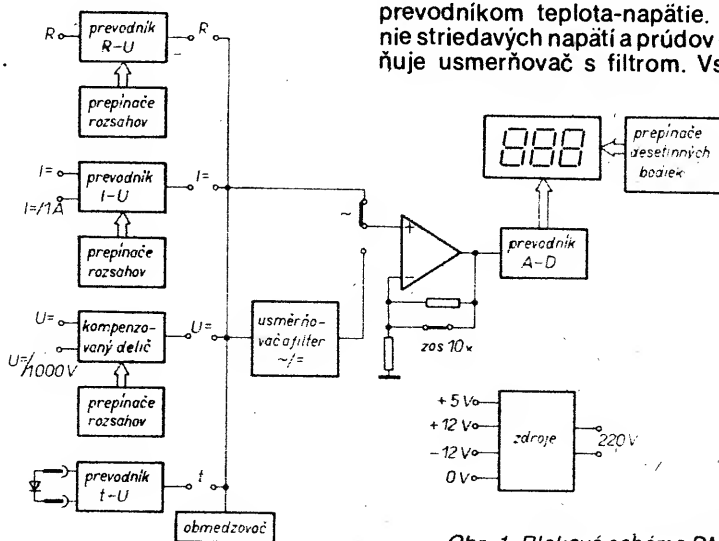 prevodníkom teplota-napätie.
nie striedavých napätí a prúdov
ňuje usmerňovač s filtrom. Vs
R
prevodník
R-U
R
prepínače
rozsahov
I=
I=/1A
prevodník
I-U
I=
prepínače
rozsahov
U=
U=/
1000V
kompenzo-
vaný delič
U=
prepínače
rozsahov
prevodník
t-U
t
obmedzovač
usměrňo-
vač a filter
~/=
~
+
−
zos 10x
prevodník
A-D
888
prepínače
desetinných
bodiek
+5V
+12V
−12V
0V
zdroje
220V
Obr. 1. Bloková schéma